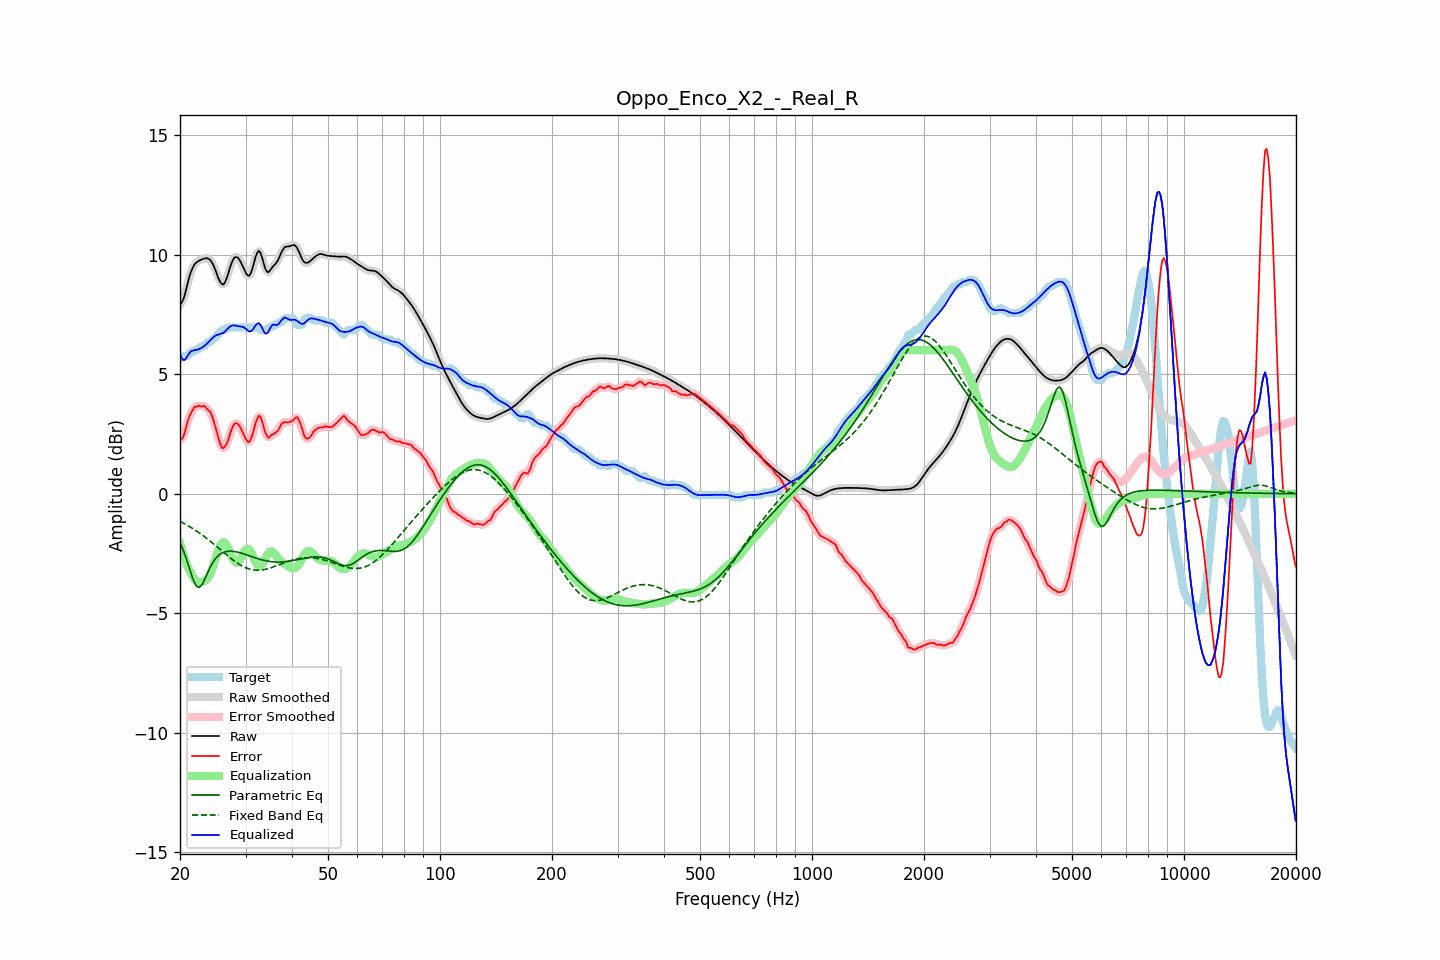 Oppo_Enco_X2_-_Real_R
Amplitude (dBr)
15
10
5
0
−5
−10
−15
Target
Raw Smoothed
Error Smoothed
Raw
Error
Equalization
Parametric Eq
Fixed Band Eq
Equalized
20 50 100 200 500 1000 2000 5000 10000 20000
Frequency (Hz)